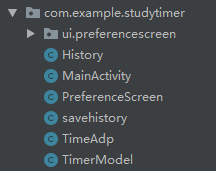 com.example.studytimer
ui.preferencescreen
History
MainActivity
PreferenceScreen
savehistory
TimeAdp
TimerModel